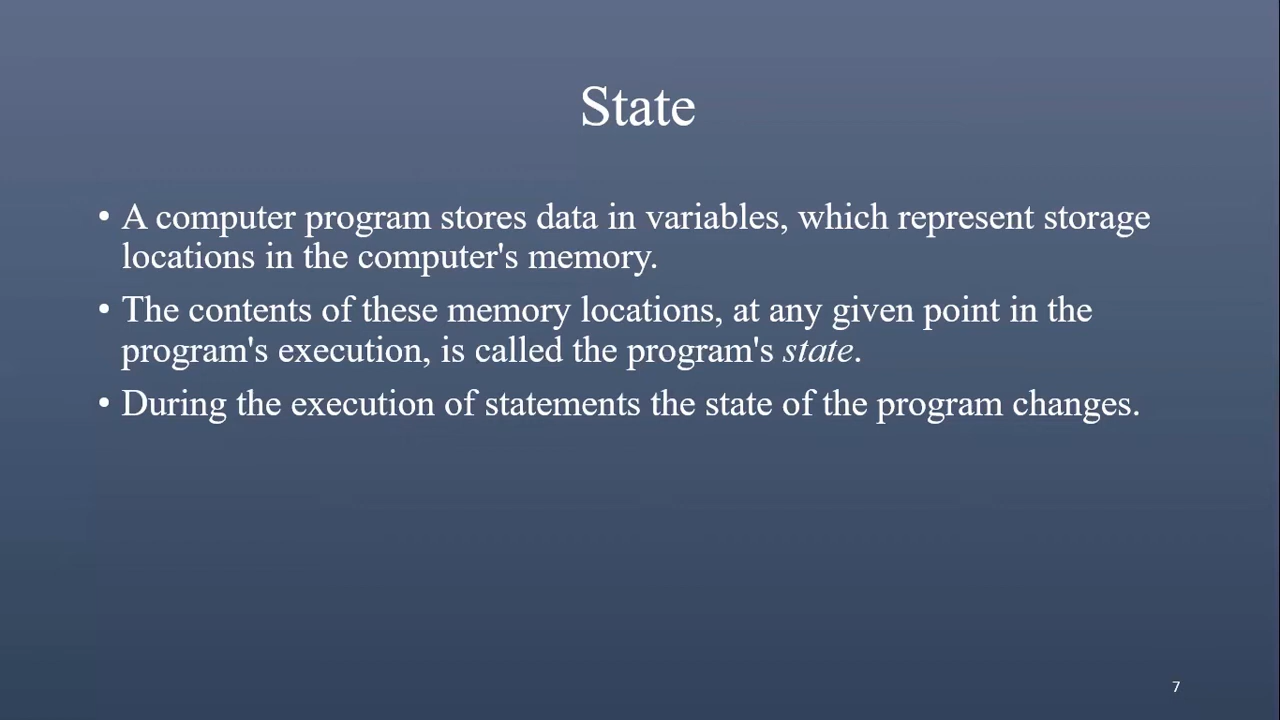 State
• A computer program stores data in variables, which represent storage
locations in the computer's memory.
• The contents of these memory locations, at any given point in the
program's execution, is called the program's state.
• During the execution of statements the state of the program changes.
7